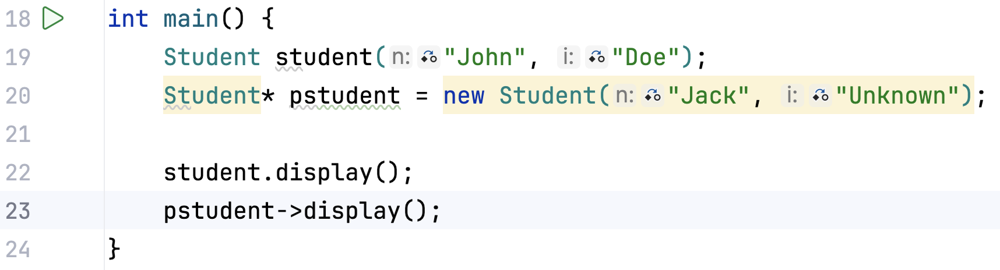 18 int main() {
19 Student student(n: "John", i: "Doe");
20 Student* pstudent = new Student(n: "Jack", i: "Unknown");
21
22 student.display();
23 pstudent->display();
24 }